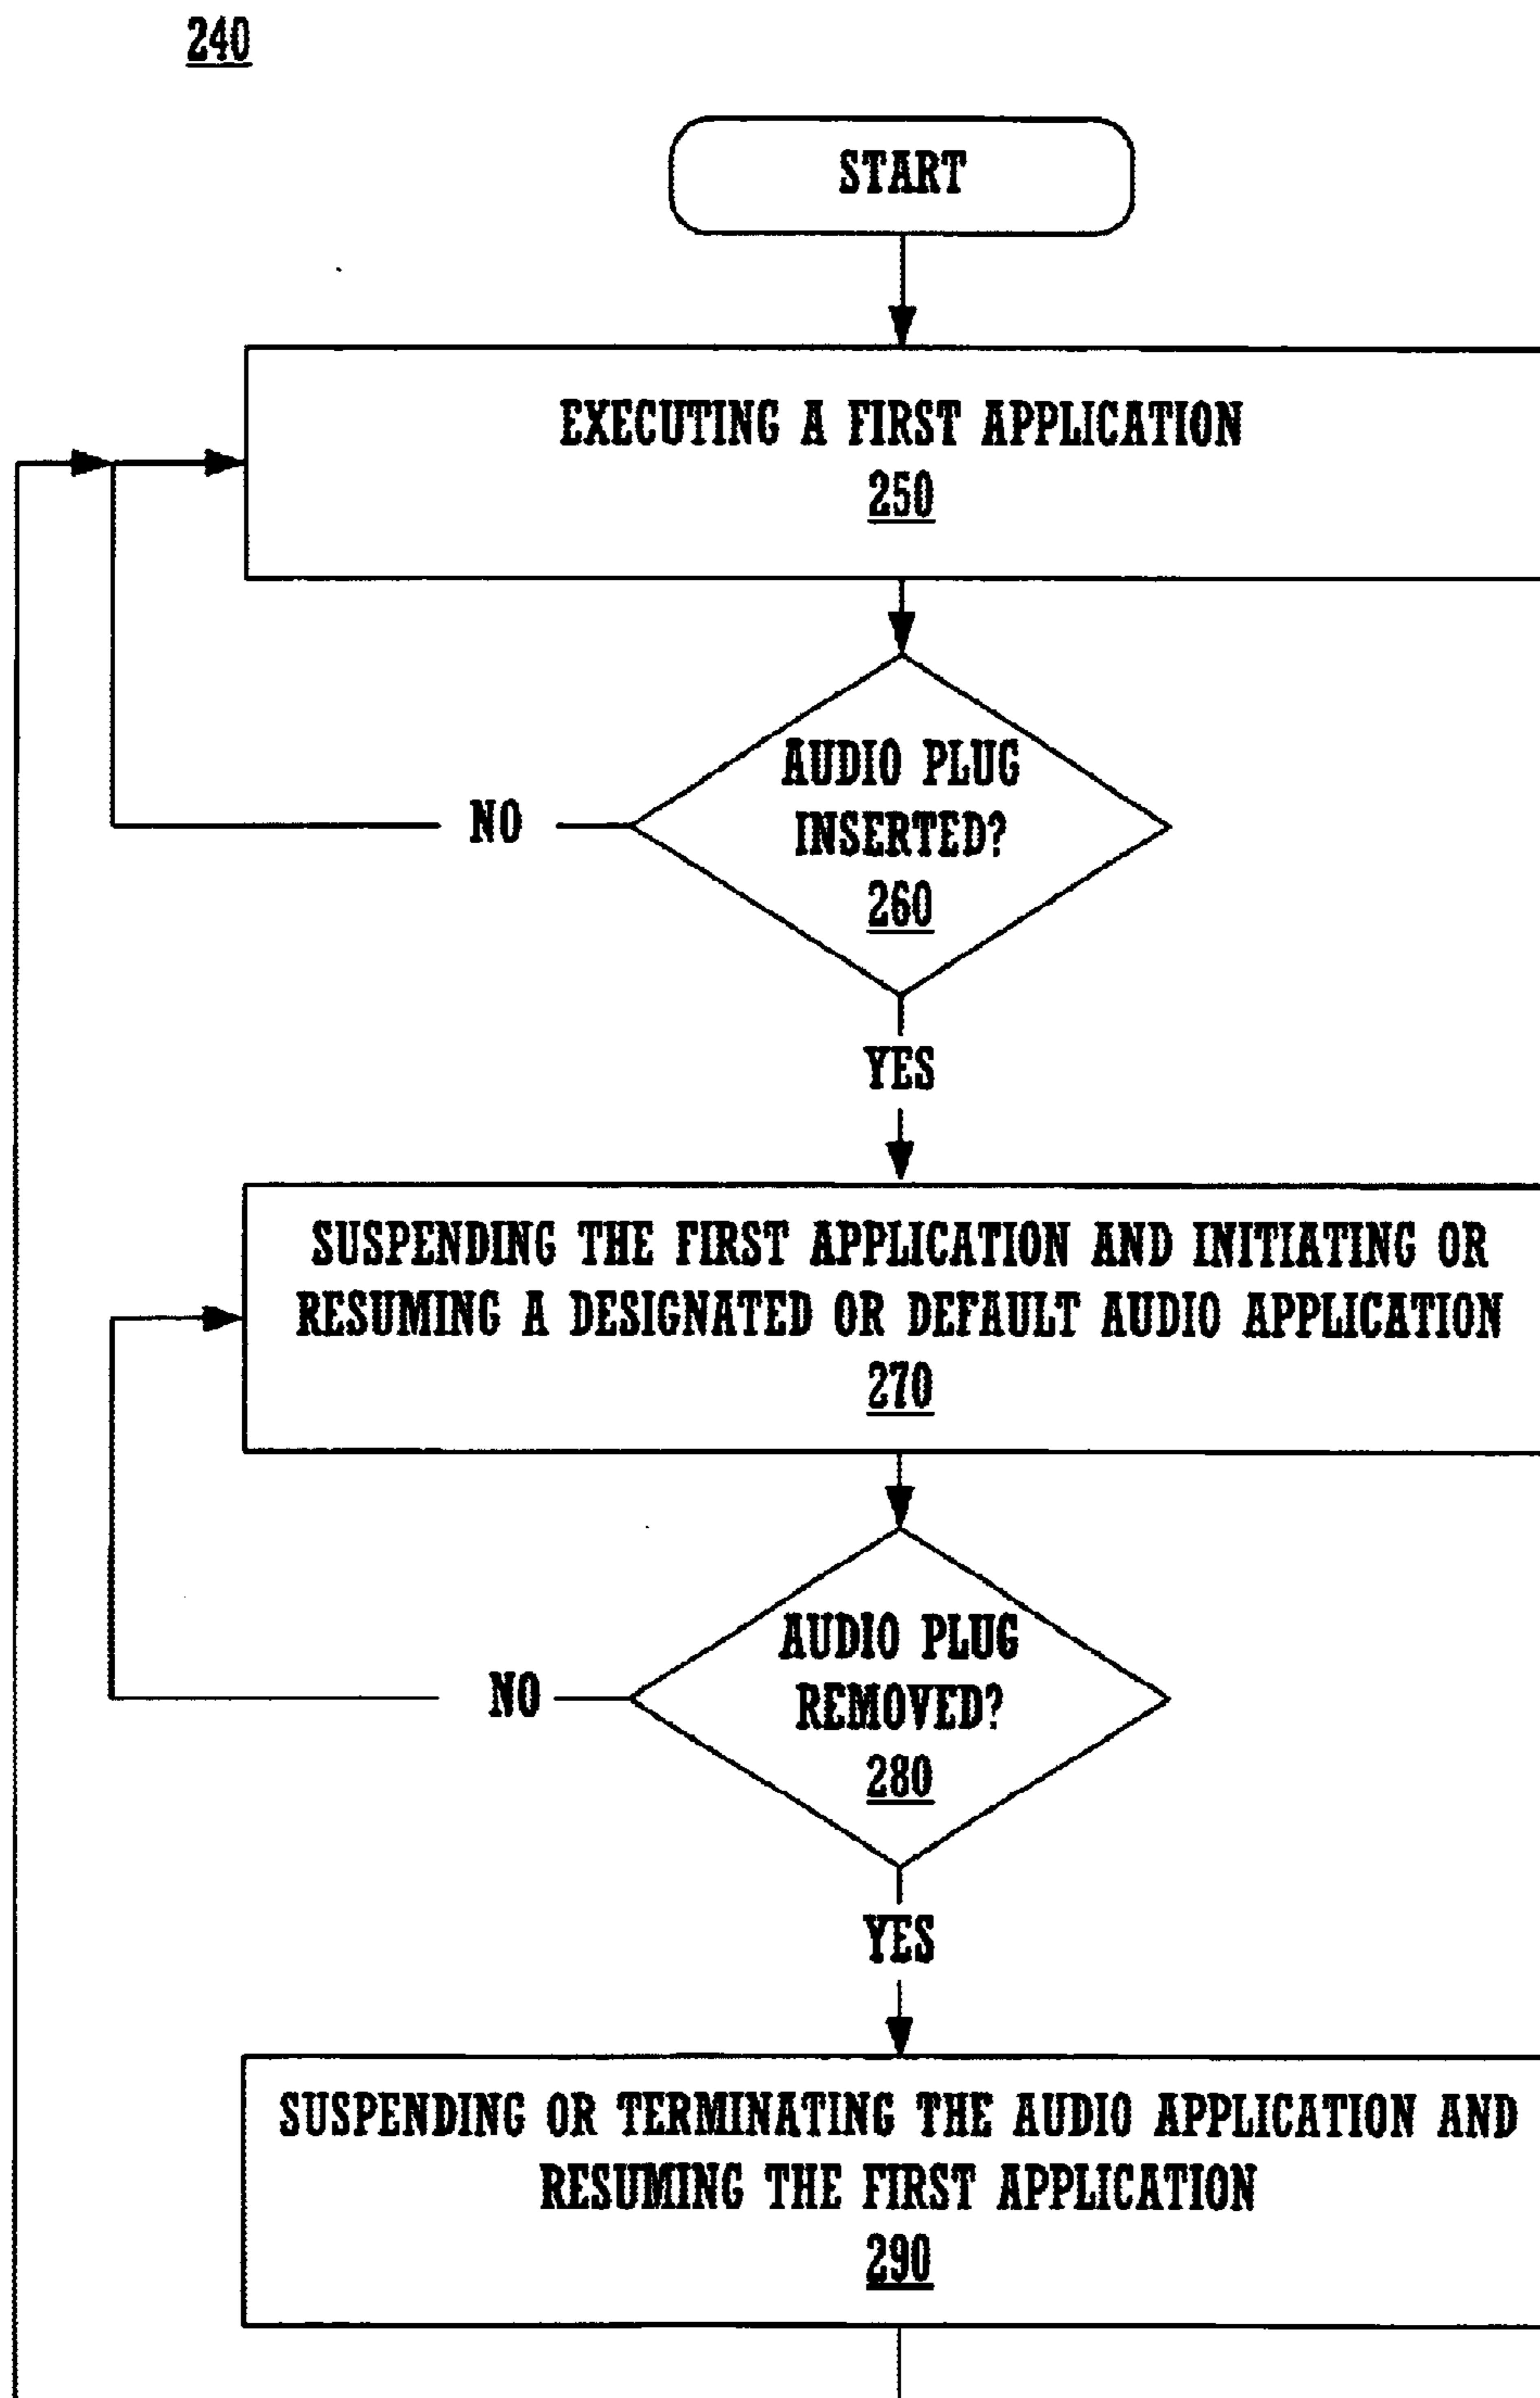 240
START
EXECUTING A FIRST APPLICATION
250
AUDIO PLUG
INSERTED?
260
NO
YES
SUSPENDING THE FIRST APPLICATION AND INITIATING OR
RESUMING A DESIGNATED OR DEFAULT AUDIO APPLICATION
270
AUDIO PLUG
REMOVED?
280
NO
YES
SUSPENDING OR TERMINATING THE AUDIO APPLICATION AND
RESUMING THE FIRST APPLICATION
290